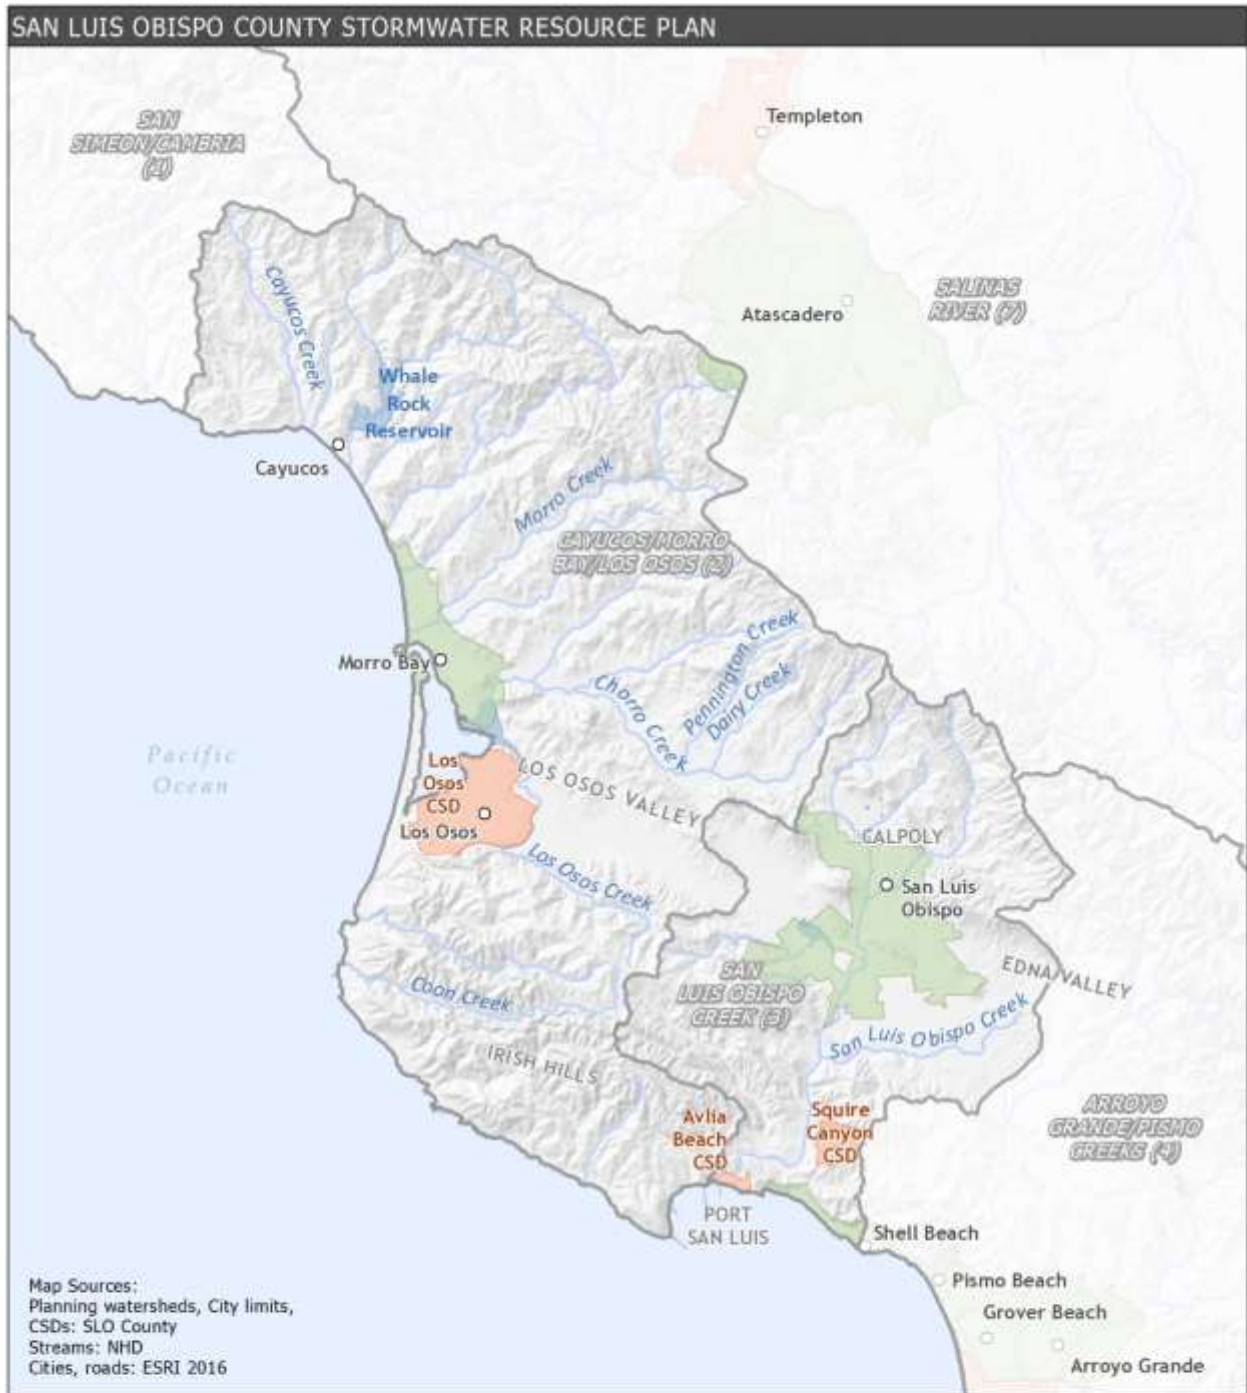 SAN LUIS OBISPO COUNTY STORMWATER RESOURCE PLAN
Templeton
SAN
SIMEON/CAMBRIA
(1)
Cayucos Creek
SALINAS
RIVER (7)
Atascadero
Whale
Rock
Reservoir
Cayucos
Morro Creek
CAYUCOS/MORRO
BAY/LOS OSOS (2)
Pennington Creek
Morro Bay
Chorro Creek
Dairy Creek
Pacific
Ocean
Los
Osos
CSD
LOS OSOS VALLEY
Los Osos
CALPOLY
Los Osos Creek
San Luis
Obispo
EDNA VALLEY
SAN
LUIS OBISPO
CREEK (3)
Coon Creek
San Luis Obispo Creek
IRISH HILLS
Avlia
Beach
CSD
Squire
Canyon
CSD
ARROYO
GRANDE/PISMO
CREEKS (4)
PORT
SAN LUIS
Shell Beach
Pismo Beach
Grover Beach
Arroyo Grande
Map Sources:
Planning watersheds, City limits,
CSDs: SLO County
Streams: NHD
Cities, roads: ESRI 2016